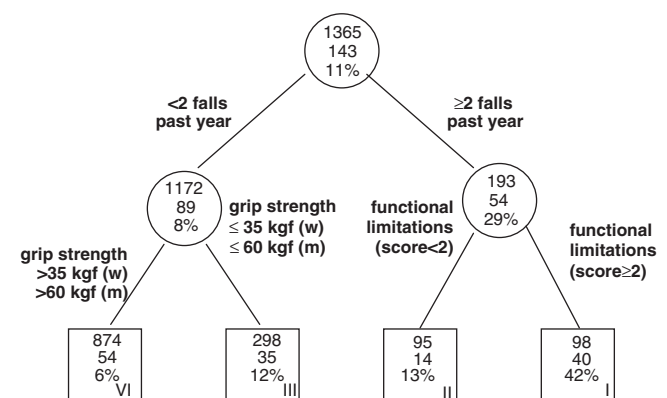 1365
143
11%
<2 falls
past year
≥2 falls
past year
1172
89
8%
193
54
29%
grip strength
>35 kgf (w)
>60 kgf (m)
grip strength
≤ 35 kgf (w)
≤ 60 kgf (m)
functional
limitations
(score<2)
functional
limitations
(score≥2)
874
54
6%
VI
298
35
12%
III
95
14
13%
II
98
40
42%
I